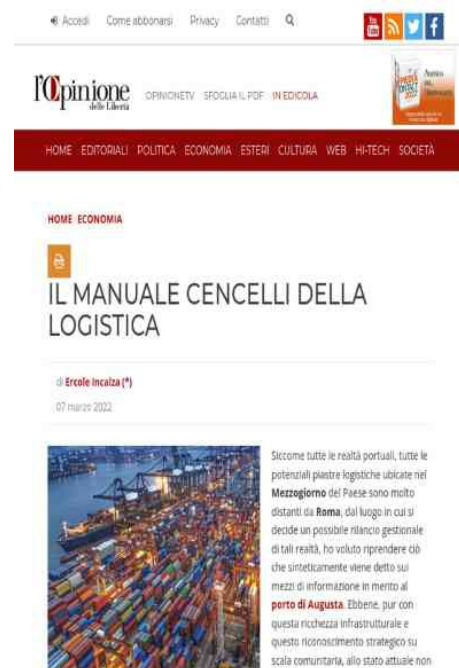 Accedi Come abbonarsi Privacy Contatti
You Tube
l'Opinione
delle Libertà
OPINIONETV SFOGLIA IL PDF IN EDICOLA
HOME EDITORIALI POLITICA ECONOMIA ESTERI CULTURA WEB HI-TECH SOCIETÀ
HOME ECONOMIA
IL MANUALE CENCELLI DELLA
LOGISTICA
di Ercole Incalza (*)
07 marzo 2022
Siccome tutte le realtà portuali, tutte le
potenziali piastre logistiche ubicate nel
Mezzogiorno del Paese sono molto
distanti da Roma, dal luogo in cui si
decide un possibile rilancio gestionale
di tali realtà, ho voluto riprendere ciò
che sinteticamente viene detto sui
mezzi di informazione in merito al
porto di Augusta. Ebbene, pur con
questa ricchezza infrastrutturale e
questo riconoscimento strategico su
scala comunitaria, allo stato attuale non